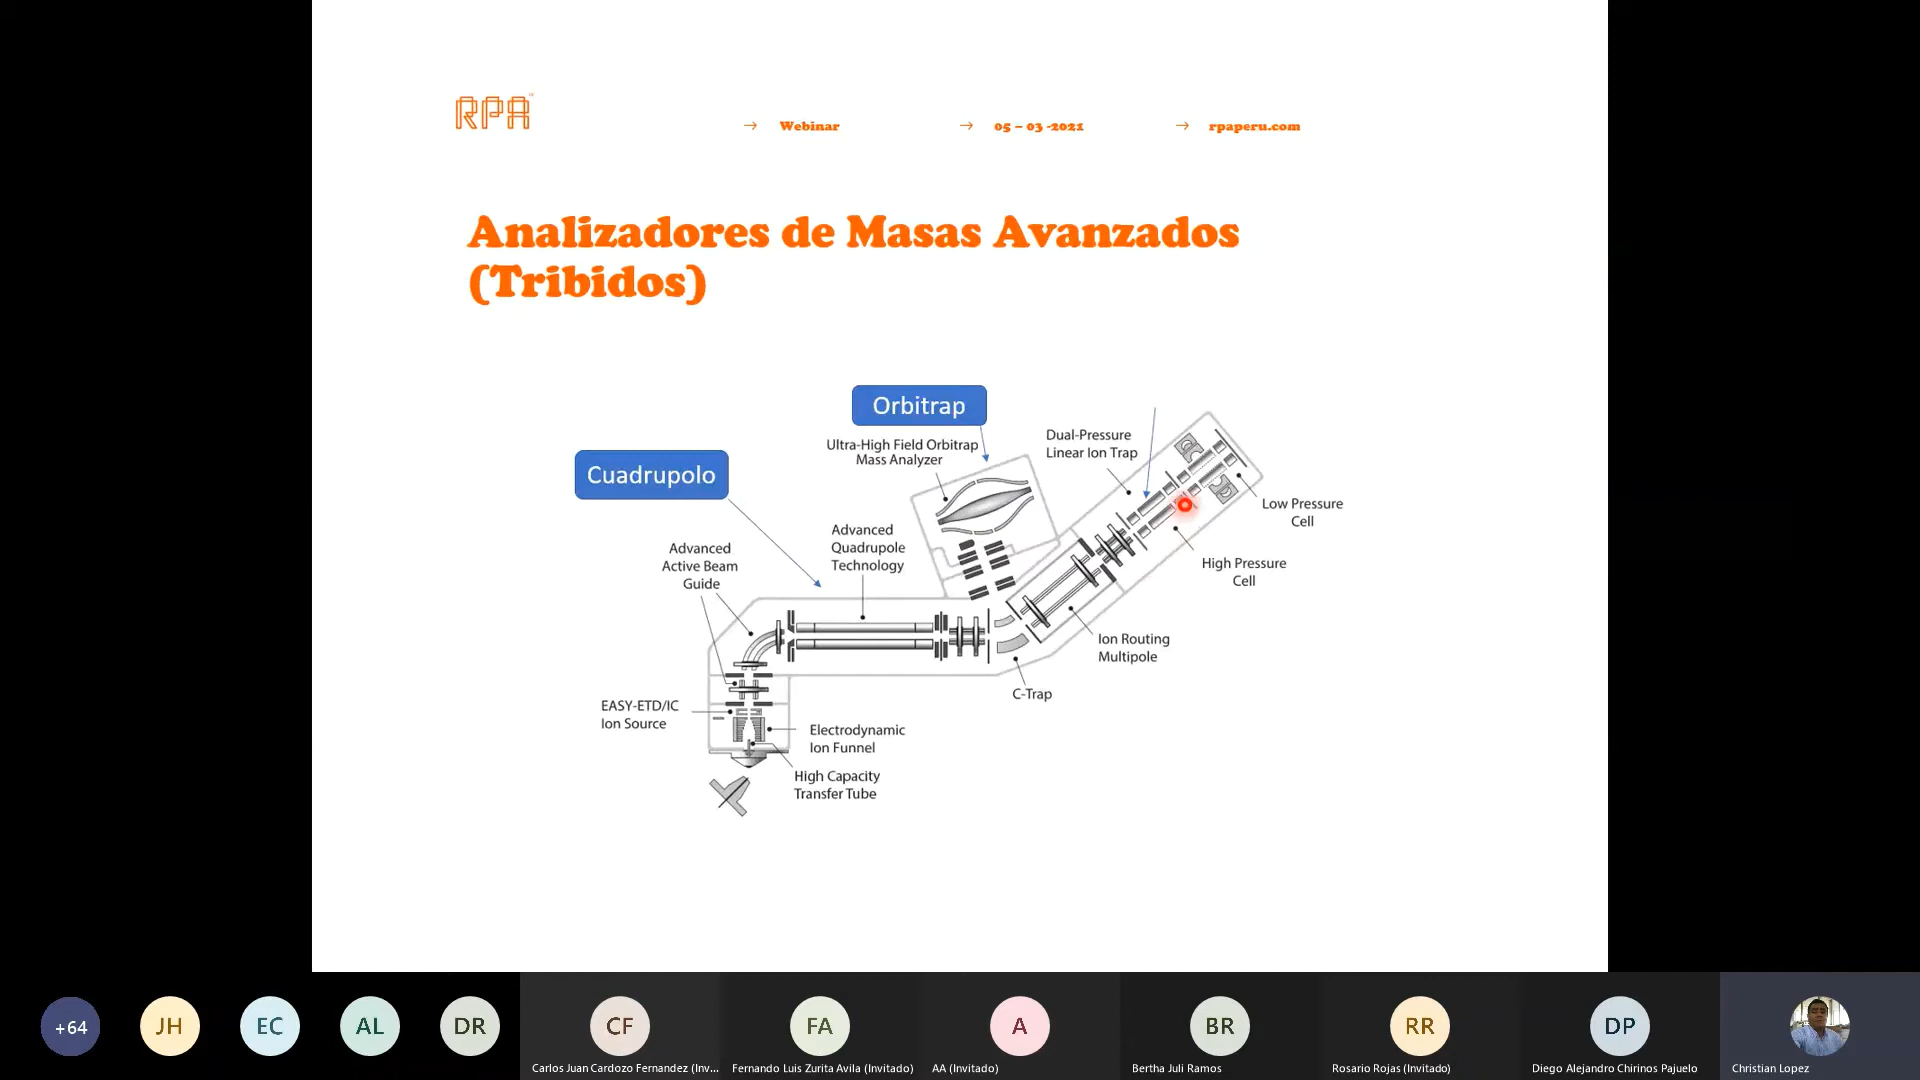 RPA
→ Webinar → 05 – 03 -2021 → rpaperu.com
Analizadores de Masas Avanzados
(Tribidos)
Orbitrap
Cuadrupolo
Ultra-High Field Orbitrap
Mass Analyzer
Dual-Pressure
Linear Ion Trap
Low Pressure
Cell
High Pressure
Cell
Advanced
Quadrupole
Technology
Advanced
Active Beam
Guide
Ion Routing
Multipole
C-Trap
EASY-ETD/IC
Ion Source
Electrodynamic
Ion Funnel
High Capacity
Transfer Tube
+64
JH
EC
AL
DR
CF
Carlos Juan Cardozo Fernandez (Inv...
FA
Fernando Luis Zurita Avila (Invitado)
A
AA (Invitado)
BR
Bertha Juli Ramos
RR
Rosario Rojas (Invitado)
DP
Diego Alejandro Chirinos Pajuelo
Christian Lopez